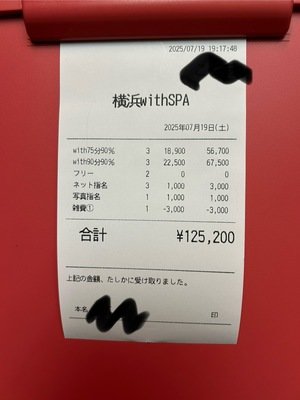 2025/07/19 19:17:48
横浜withSPA
2025年07月19日(土)
with75分90% 3 18,900 56,700
with90分90% 3 22,500 67,500
フリー 2 0 0
ネット指名 3 1,000 3,000
写真指名 1 1,000 1,000
雑費① 1 -3,000 -3,000
合計 ¥125,200
上記の金額、たしかに受け取りました。
本名 印